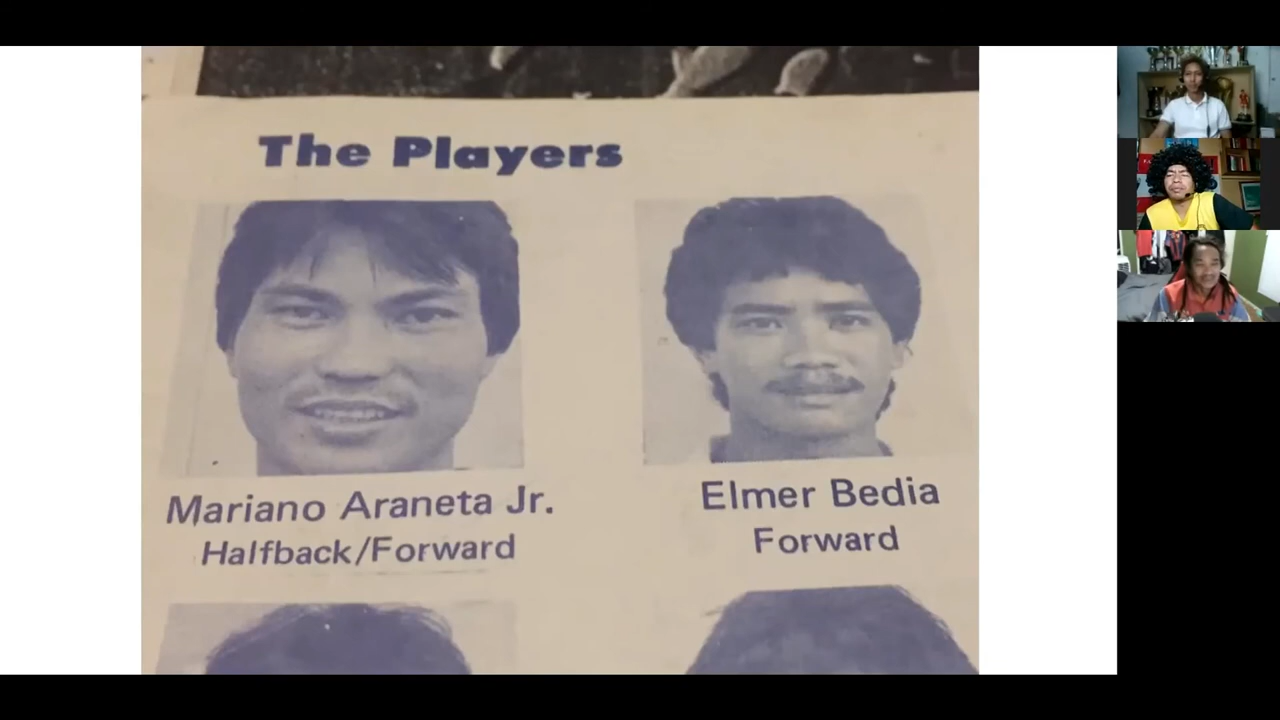 The Players
Mariano Araneta Jr.
Elmer Bedia
Halfback/Forward
Forward